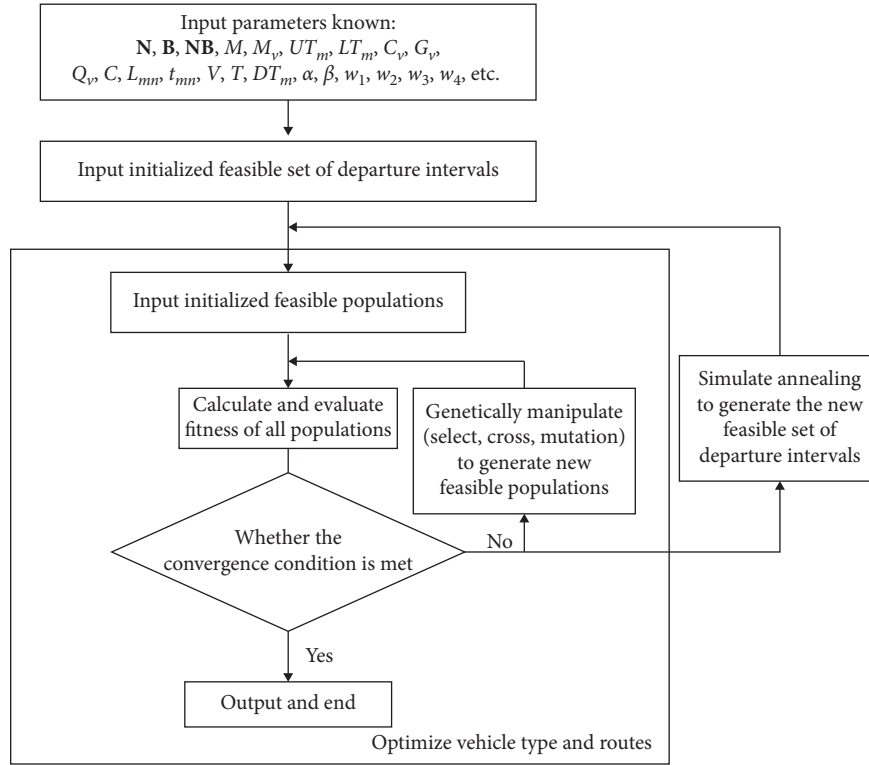 Input parameters known:
N, B, NB, M, Mᵥ, UTₘ, LTₘ, Cᵥ, Gᵥ,
Qᵥ, C, Lₘₙ, tₘₙ, V, T, DTₘ, α, β, w₁, w₂, w₃, w₄, etc.
Input initialized feasible set of departure intervals
Input initialized feasible populations
Calculate and evaluate
fitness of all populations
Genetically manipulate
(select, cross, mutation)
to generate new
feasible populations
Simulate annealing
to generate the new
feasible set of
departure intervals
Whether the
convergence condition is met
No
Yes
Output and end
Optimize vehicle type and routes